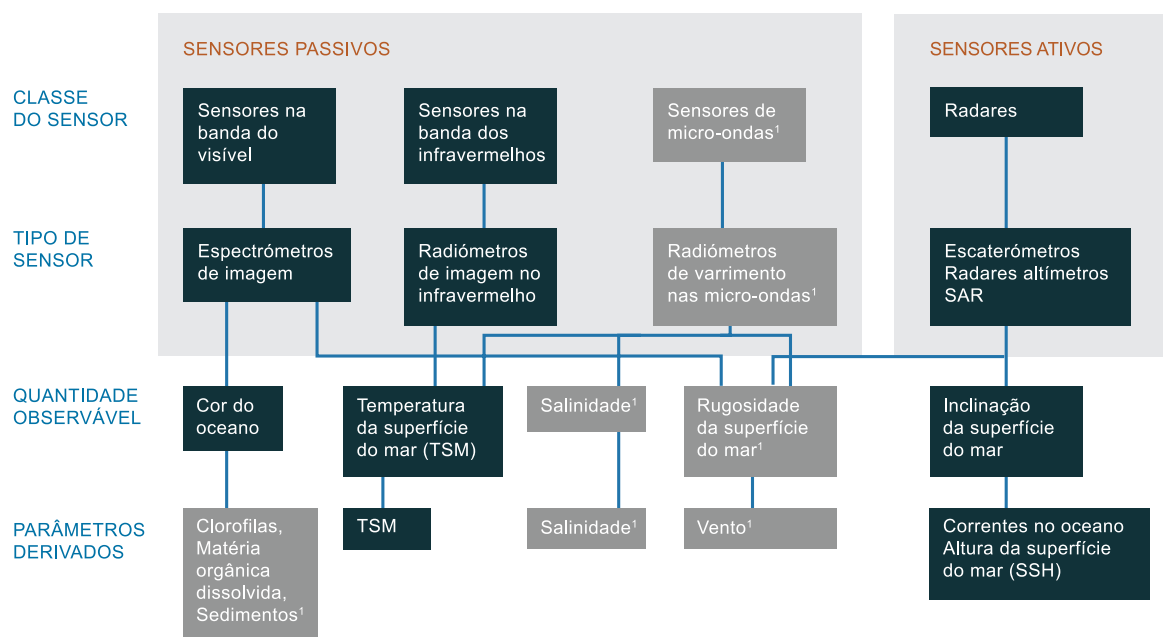 SENSORES PASSIVOS
SENSORES ATIVOS
CLASSE
DO SENSOR
Sensores na
banda do
visível
Sensores na
banda dos
infravermelhos
Sensores de
micro-ondas¹
Radares
TIPO DE
SENSOR
Espectrómetros
de imagem
Radiómetros
de imagem no
infravermelho
Radiómetros
de varrimento
nas micro-ondas¹
Escaterómetros
Radares altímetros
SAR
QUANTIDADE
OBSERVÁVEL
Cor do
oceano
Temperatura
da superfície
do mar (TSM)
Salinidade¹
Rugosidade
da superfície
do mar¹
Inclinação
da superfície
do mar
PARÂMETROS
DERIVADOS
Clorofilas,
Matéria
orgânica
dissolvida,
Sedimentos¹
TSM
Salinidade¹
Vento¹
Correntes no oceano
Altura da superfície
do mar (SSH)